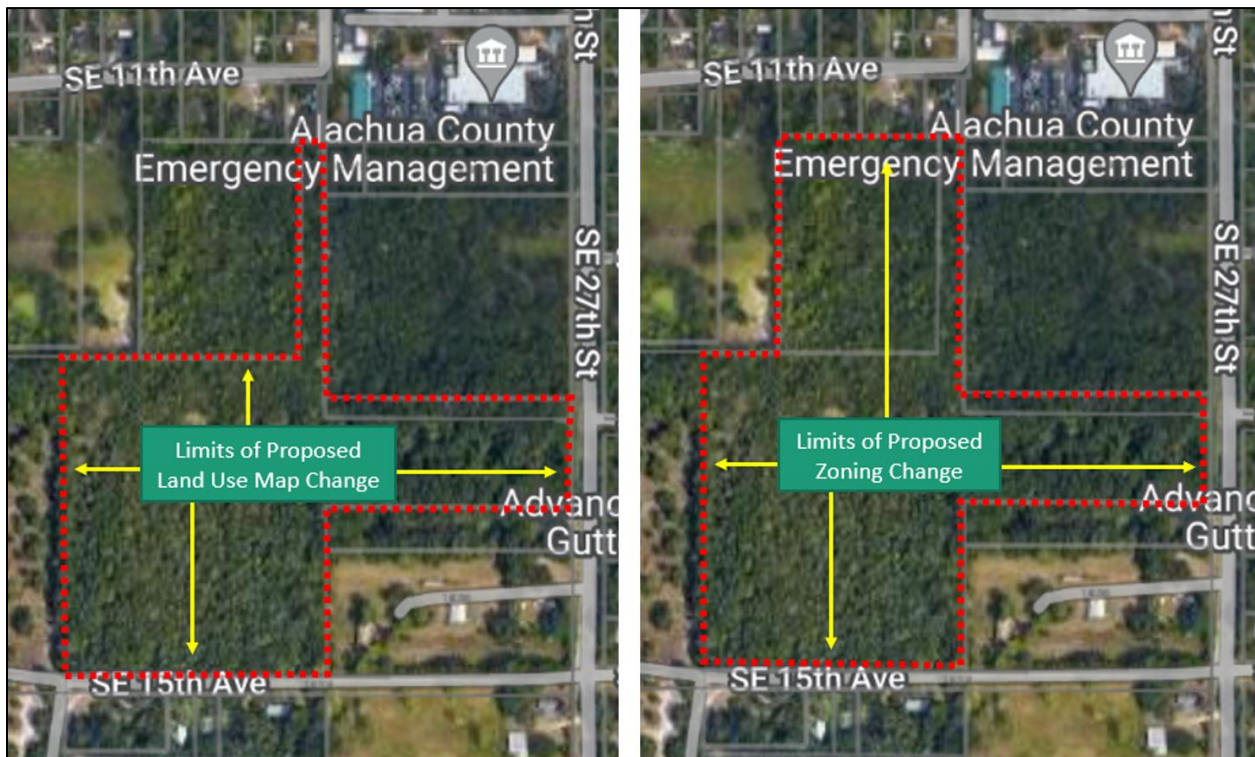 SE 11th Ave
Alachua County
Emergency Management
SE 27th St
Limits of Proposed
Land Use Map Change
Advanc
Gutt
SE 15th Ave
SE 11th Ave
Alachua County
Emergency Management
SE 27th St
Limits of Proposed
Zoning Change
Advanc
Gutt
SE 15th Ave